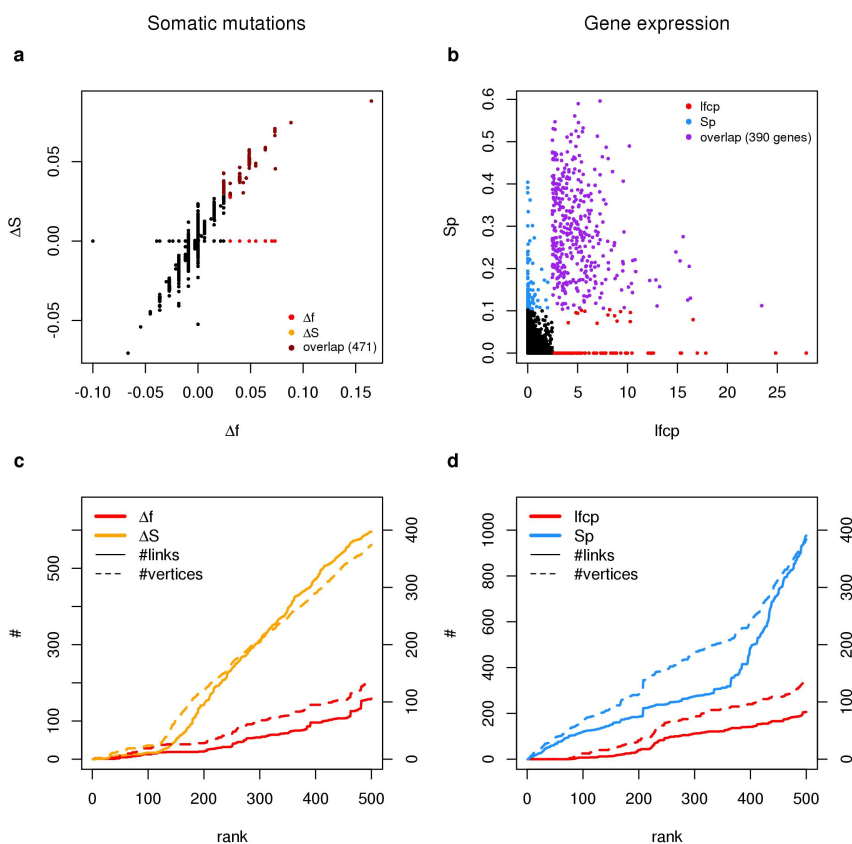 Somatic mutations
Gene expression
a
ΔS
-0.05 0.00 0.05
Δf
ΔS
overlap (471)
-0.10 -0.05 0.00 0.05 0.10 0.15
Δf
b
Sp
0.0 0.1 0.2 0.3 0.4 0.5 0.6
lfcp
Sp
overlap (390 genes)
0 5 10 15 20 25
lfcp
c
#
0 100 300 500
Δf
ΔS
#links
#vertices
0 100 200 300 400
0 100 200 300 400 500
rank
d
#
0 200 400 600 800 1000
lfcp
Sp
#links
#vertices
0 100 200 300 400
0 100 200 300 400 500
rank